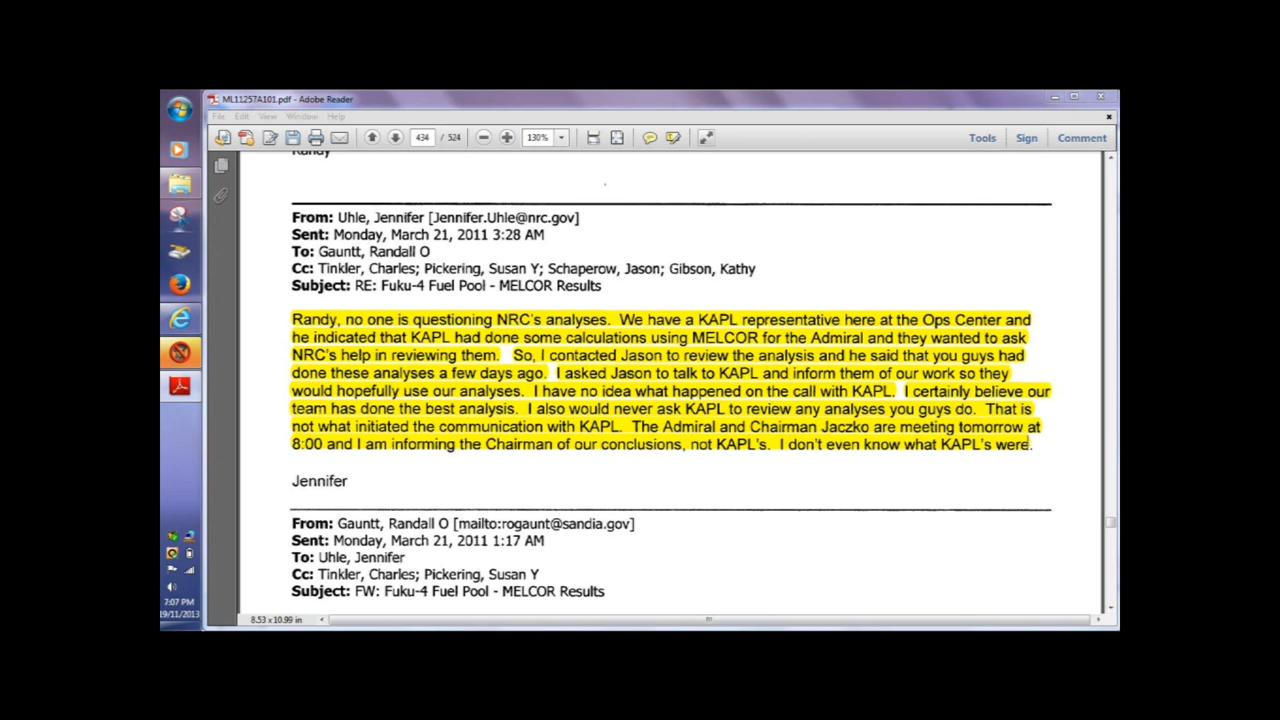 ML11257A101.pdf - Adobe Reader
File Edit View Window Help
434 / 524 130% Tools Sign Comment
Randy
From: Uhle, Jennifer [Jennifer.Uhle@nrc.gov]
Sent: Monday, March 21, 2011 3:28 AM
To: Gauntt, Randall O
Cc: Tinkler, Charles; Pickering, Susan Y; Schaperow, Jason; Gibson, Kathy
Subject: RE: Fuku-4 Fuel Pool - MELCOR Results
Randy, no one is questioning NRC's analyses. We have a KAPL representative here at the Ops Center and
he indicated that KAPL had done some calculations using MELCOR for the Admiral and they wanted to ask
NRC's help in reviewing them. So, I contacted Jason to review the analysis and he said that you guys had
done these analyses a few days ago. I asked Jason to talk to KAPL and inform them of our work so they
would hopefully use our analyses. I have no idea what happened on the call with KAPL. I certainly believe our
team has done the best analysis. I also would never ask KAPL to review any analyses you guys do. That is
not what initiated the communication with KAPL. The Admiral and Chairman Jaczko are meeting tomorrow at
8:00 and I am informing the Chairman of our conclusions, not KAPL's. I don't even know what KAPL's were.
Jennifer
From: Gauntt, Randall O [mailto:rogaunt@sandia.gov]
Sent: Monday, March 21, 2011 1:17 AM
To: Uhle, Jennifer
Cc: Tinkler, Charles; Pickering, Susan Y
Subject: FW: Fuku-4 Fuel Pool - MELCOR Results
8.53 x 10.99 in
7:07 PM
19/11/2013